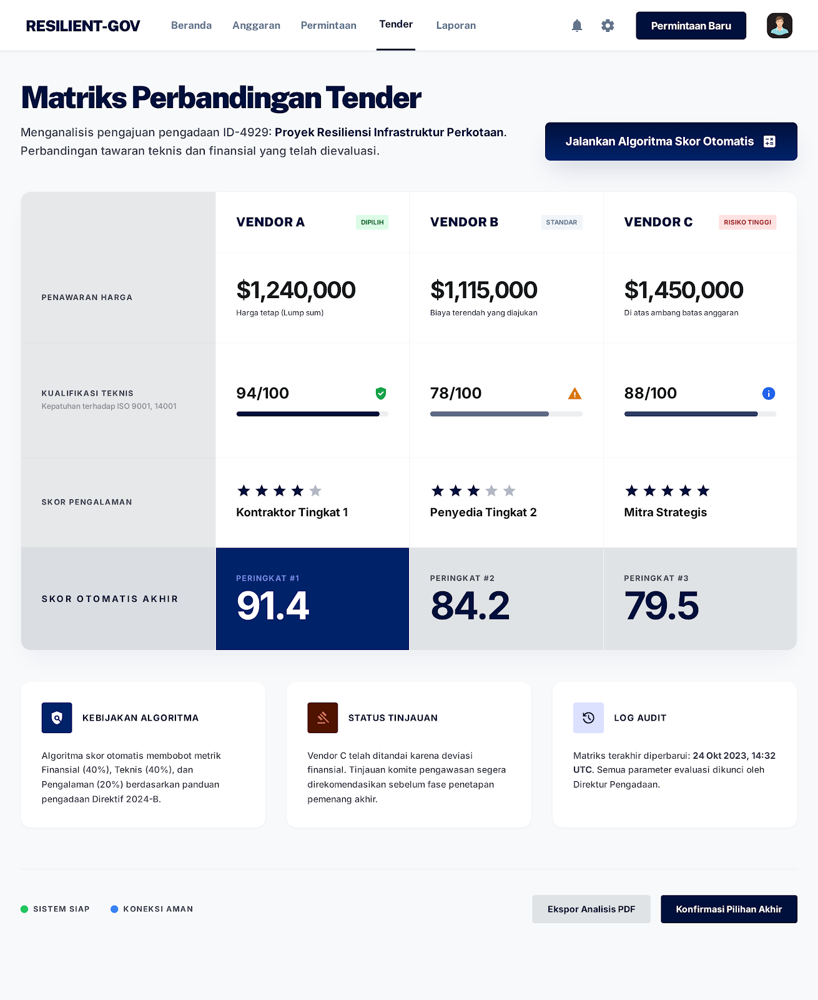 RESILIENT-GOV
Beranda
Anggaran
Permintaan
Tender
Laporan
Permintaan Baru
Matriks Perbandingan Tender
Menganalisis pengajuan pengadaan ID-4929: Proyek Resiliensi Infrastruktur Perkotaan.
Perbandingan tawaran teknis dan finansial yang telah dievaluasi.
Jalankan Algoritma Skor Otomatis
VENDOR A
DIPILIH
VENDOR B
STANDAR
VENDOR C
RISIKO TINGGI
PENAWARAN HARGA
$1,240,000
Harga tetap (Lump sum)
$1,115,000
Biaya terendah yang diajukan
$1,450,000
Di atas ambang batas anggaran
KUALIFIKASI TEKNIS
Kepatuhan terhadap ISO 9001, 14001
94/100
78/100
88/100
SKOR PENGALAMAN
Kontraktor Tingkat 1
Penyedia Tingkat 2
Mitra Strategis
SKOR OTOMATIS AKHIR
PERINGKAT #1
91.4
PERINGKAT #2
84.2
PERINGKAT #3
79.5
KEBIJAKAN ALGORITMA
Algoritma skor otomatis membobot metrik
Finansial (40%), Teknis (40%), dan
Pengalaman (20%) berdasarkan panduan
pengadaan Direktif 2024-B.
STATUS TINJAUAN
Vendor C telah ditandai karena deviasi
finansial. Tinjauan komite pengawasan segera
direkomendasikan sebelum fase penetapan
pemenang akhir.
LOG AUDIT
Matriks terakhir diperbarui: 24 Okt 2023, 14:32
UTC. Semua parameter evaluasi dikunci oleh
Direktur Pengadaan.
SISTEM SIAP
KONEKSI AMAN
Ekspor Analisis PDF
Konfirmasi Pilihan Akhir